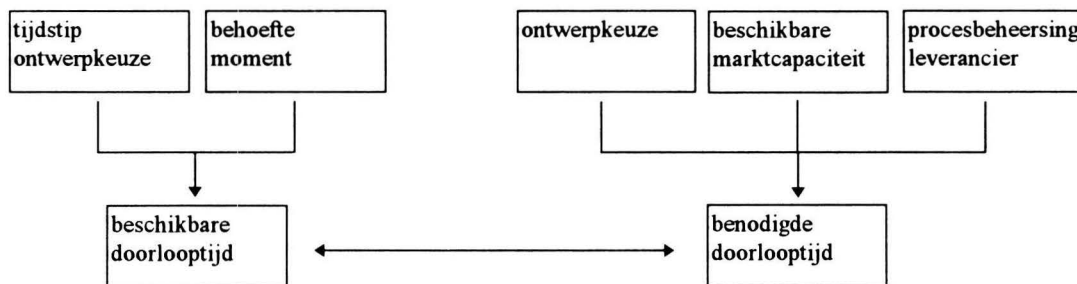 tijdstip
ontwerpkeuze
behoefte
moment
ontwerpkeuze
beschikbare
marktcapaciteit
procesbeheersing
leverancier
beschikbare
doorlooptijd
benodigde
doorlooptijd